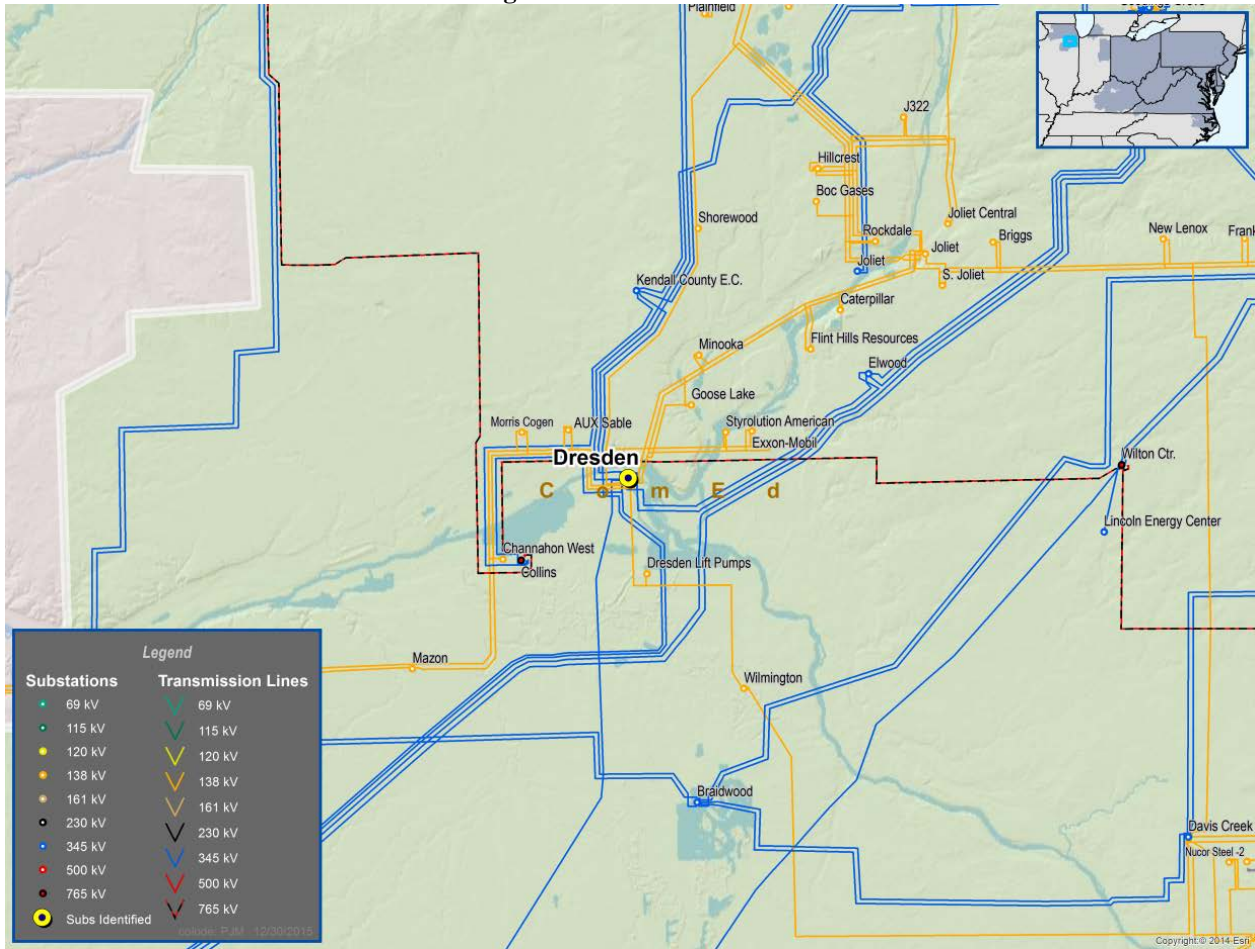 Plainfield
J322
Hillcrest
Boc Gases
Shorewood
Joliet Central
Rockdale
Briggs
New Lenox
Frank
Joliet
Joliet
S. Joliet
Kendall County E.C.
Caterpillar
Minooka
Flint Hills Resources
Elwood
Goose Lake
Morris Cogen
AUX Sable
Styrolution American
Exxon-Mobil
Dresden
Wilton Ctr.
C o m E d
Lincoln Energy Center
Channahon West
Collins
Dresden Lift Pumps
Mazon
Wilmington
Braidwood
Davis Creek
Nucor Steel -2
Legend
Substations Transmission Lines
69 kV 69 kV
115 kV 115 kV
120 kV 120 kV
138 kV 138 kV
161 kV 161 kV
230 kV 230 kV
345 kV 345 kV
500 kV 500 kV
765 kV 765 kV
Subs Identified
PJM 12/30/2015
Copyright:© 2014 Esri